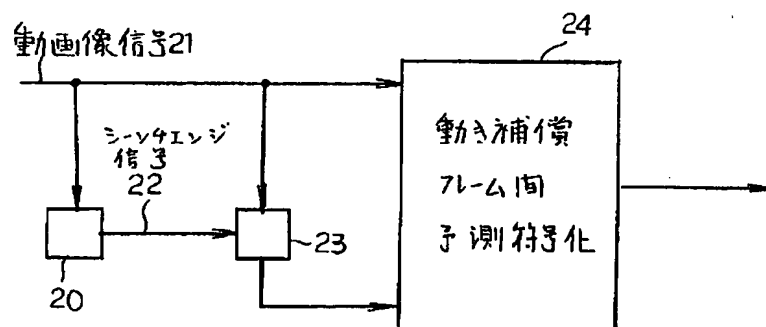 動画像信号21
24
シーンチェンジ
信号
22
動き補償
フレーム間
予測符号化
20
23